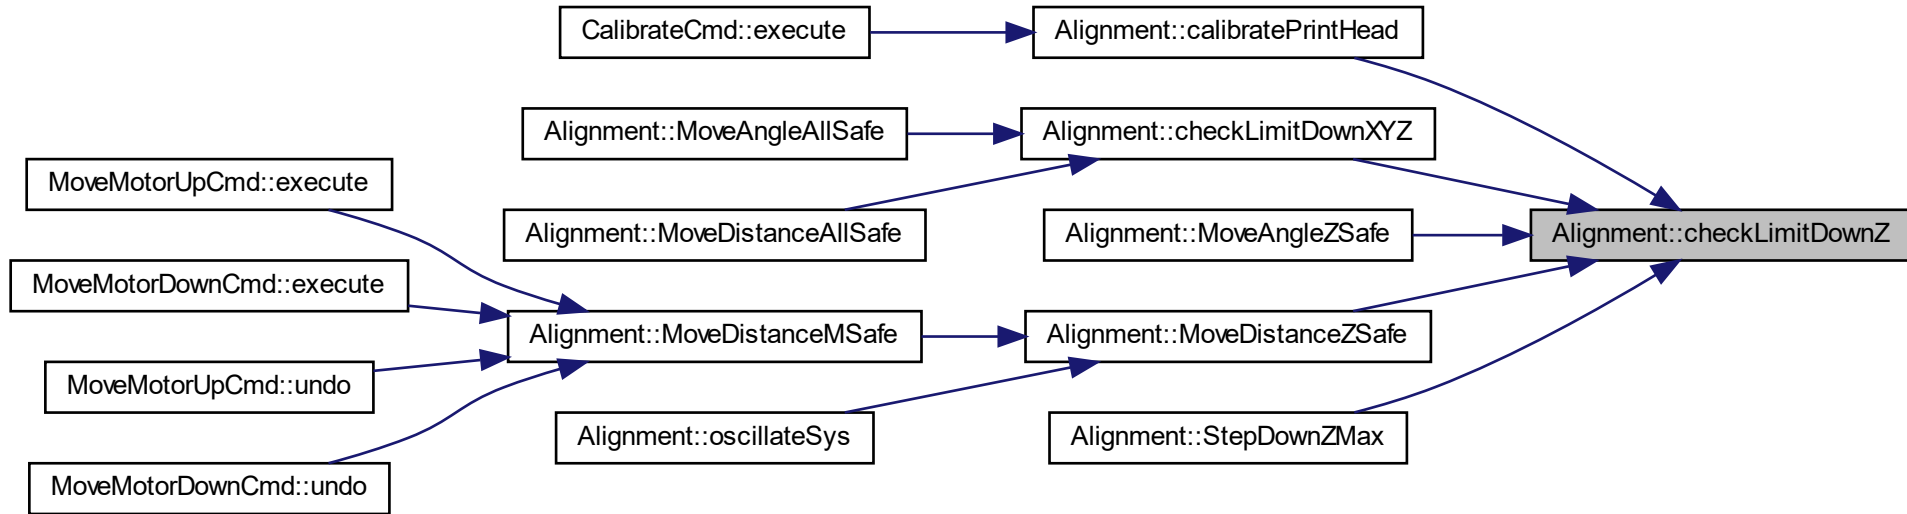 CalibrateCmd::execute
Alignment::calibratePrintHead
Alignment::MoveAngleAllSafe
Alignment::checkLimitDownXYZ
MoveMotorUpCmd::execute
Alignment::MoveDistanceAllSafe
Alignment::MoveAngleZSafe
Alignment::checkLimitDownZ
MoveMotorDownCmd::execute
Alignment::MoveDistanceMSafe
Alignment::MoveDistanceZSafe
MoveMotorUpCmd::undo
Alignment::oscillateSys
Alignment::StepDownZMax
MoveMotorDownCmd::undo